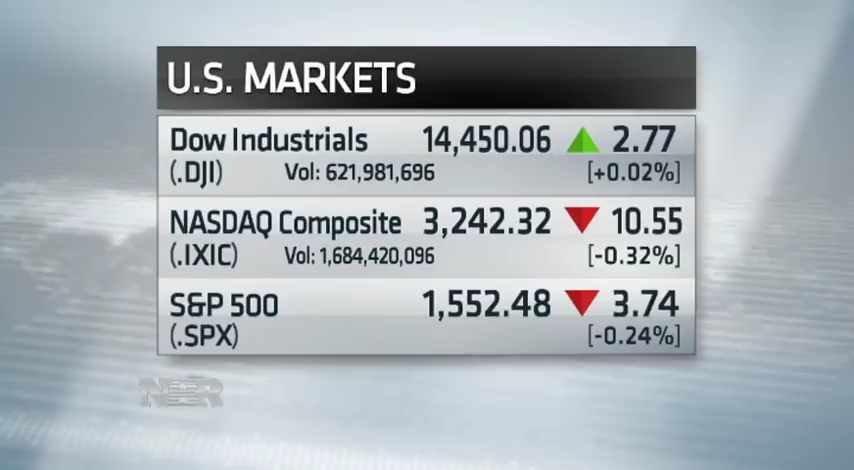 U.S. MARKETS
Dow Industrials 14,450.06 ▲ 2.77
(.DJI) Vol: 621,981,696 [+0.02%]
NASDAQ Composite 3,242.32 ▼ 10.55
(.IXIC) Vol: 1,684,420,096 [-0.32%]
S&P 500 1,552.48 ▼ 3.74
(.SPX) [-0.24%]